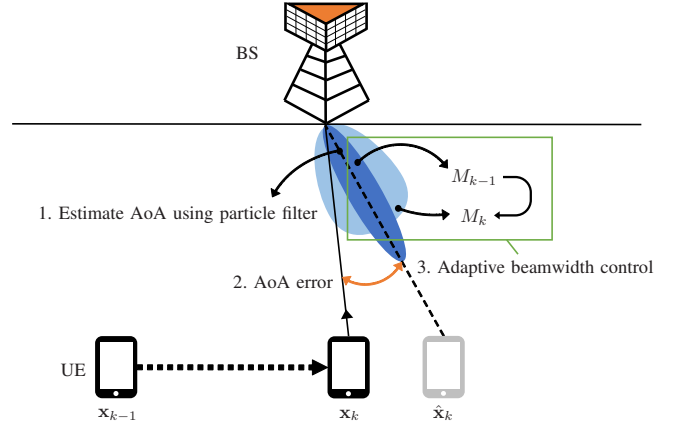 BS
M_{k-1}
1. Estimate AoA using particle filter
M_k
3. Adaptive beamwidth control
2. AoA error
UE
x_{k-1}
x_k
x̂_k